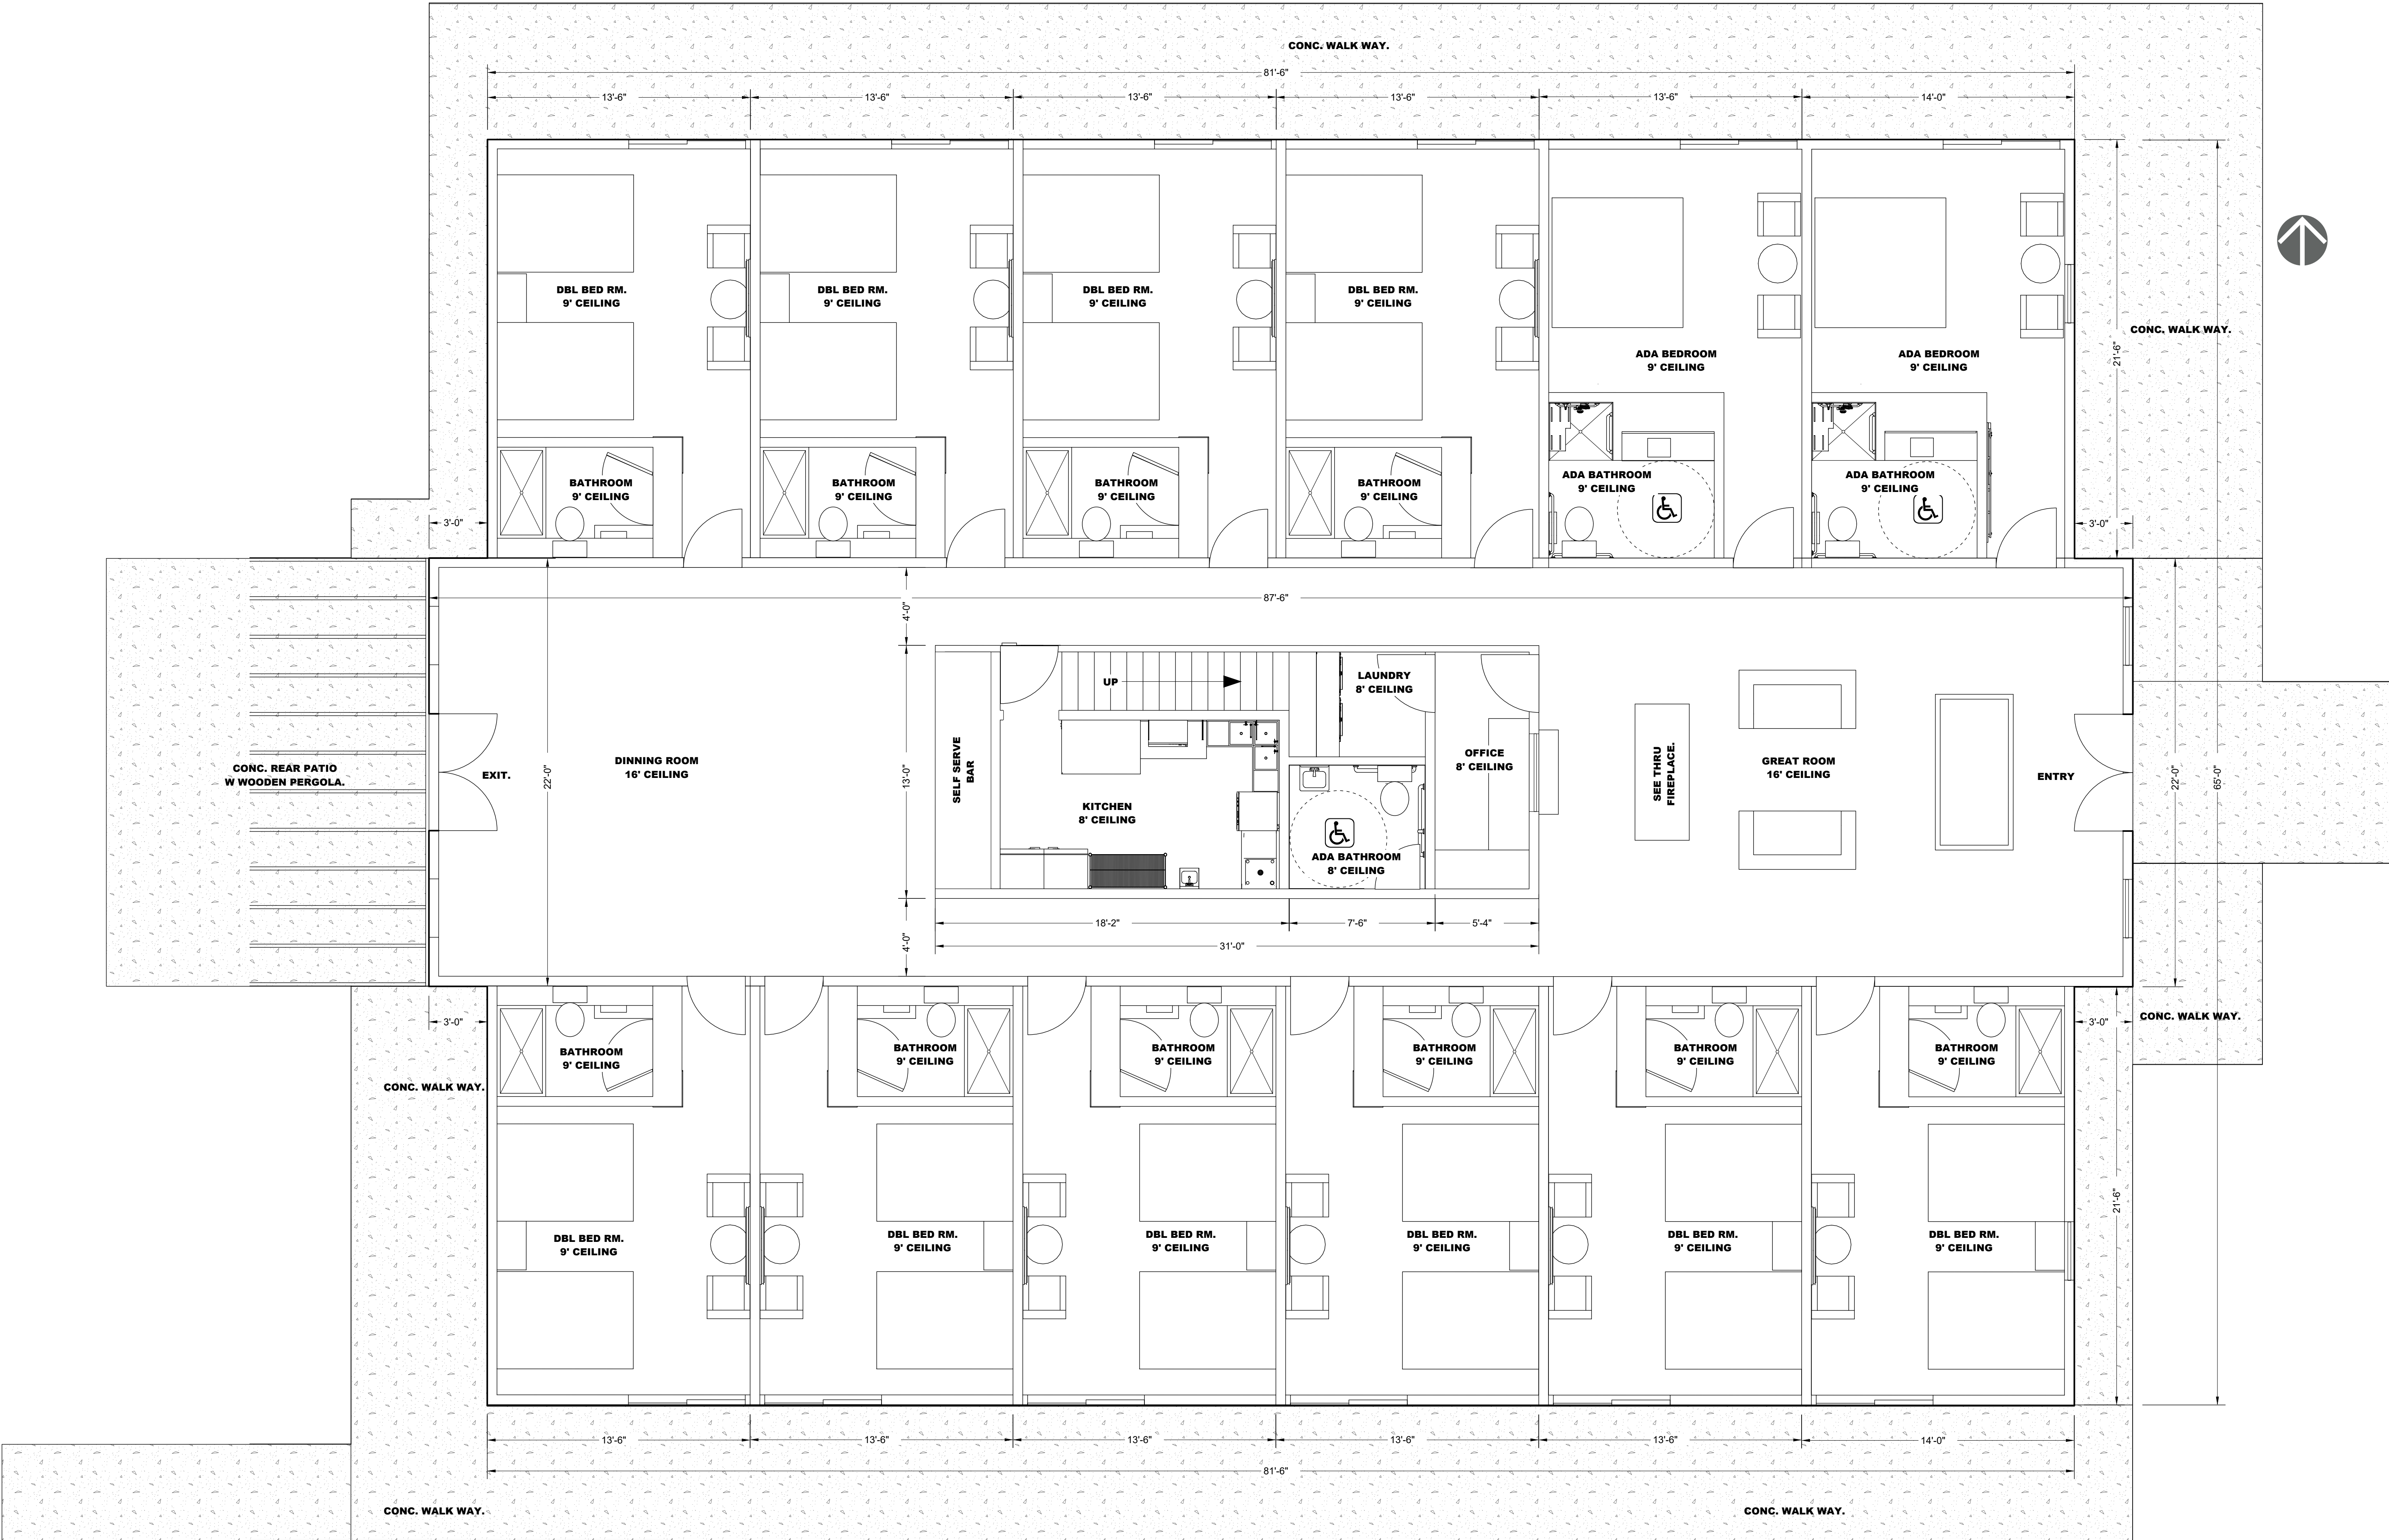 CONC. WALK WAY.
81'-6"
13'-6"
13'-6"
13'-6"
13'-6"
13'-6"
14'-0"
DBL BED RM.
9' CEILING
DBL BED RM.
9' CEILING
DBL BED RM.
9' CEILING
DBL BED RM.
9' CEILING
ADA BEDROOM
9' CEILING
ADA BEDROOM
9' CEILING
CONC. WALK WAY.
21'-6"
BATHROOM
9' CEILING
BATHROOM
9' CEILING
BATHROOM
9' CEILING
BATHROOM
9' CEILING
ADA BATHROOM
9' CEILING
ADA BATHROOM
9' CEILING
3'-0"
3'-0"
87'-6"
4'-0"
UP
LAUNDRY
8' CEILING
CONC. REAR PATIO
W WOODEN PERGOLA.
EXIT.
22'-0"
DINNING ROOM
16' CEILING
13'-0"
SELF SERVE
BAR
KITCHEN
8' CEILING
ADA BATHROOM
8' CEILING
OFFICE
8' CEILING
SEE THRU
FIREPLACE.
GREAT ROOM
16' CEILING
ENTRY
22'-0"
65'-0"
18'-2"
7'-6"
5'-4"
31'-0"
4'-0"
3'-0"
3'-0"
CONC. WALK WAY.
BATHROOM
9' CEILING
BATHROOM
9' CEILING
BATHROOM
9' CEILING
BATHROOM
9' CEILING
BATHROOM
9' CEILING
BATHROOM
9' CEILING
CONC. WALK WAY.
21'-6"
DBL BED RM.
9' CEILING
DBL BED RM.
9' CEILING
DBL BED RM.
9' CEILING
DBL BED RM.
9' CEILING
DBL BED RM.
9' CEILING
DBL BED RM.
9' CEILING
13'-6"
13'-6"
13'-6"
13'-6"
13'-6"
14'-0"
81'-6"
CONC. WALK WAY.
CONC. WALK WAY.